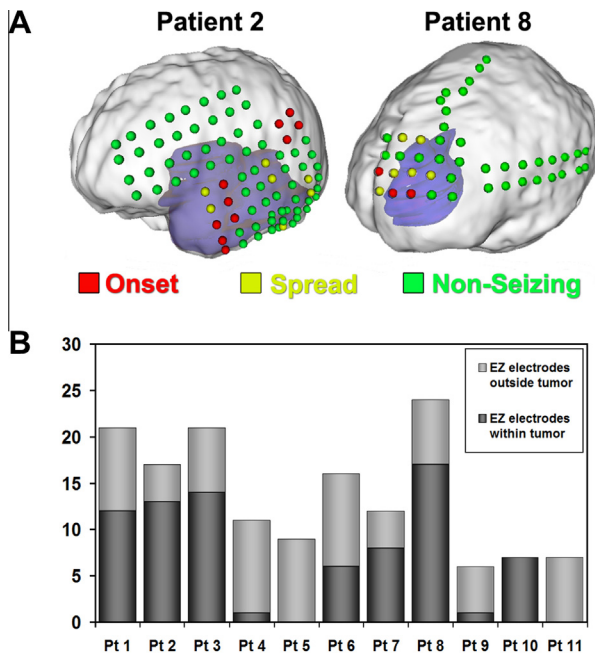 A
Patient 2 Patient 8
Onset Spread Non-Seizing
B
30
25
20
15
10
5
0
EZ electrodes
outside tumor
EZ electrodes
within tumor
Pt 1 Pt 2 Pt 3 Pt 4 Pt 5 Pt 6 Pt 7 Pt 8 Pt 9 Pt 10 Pt 11